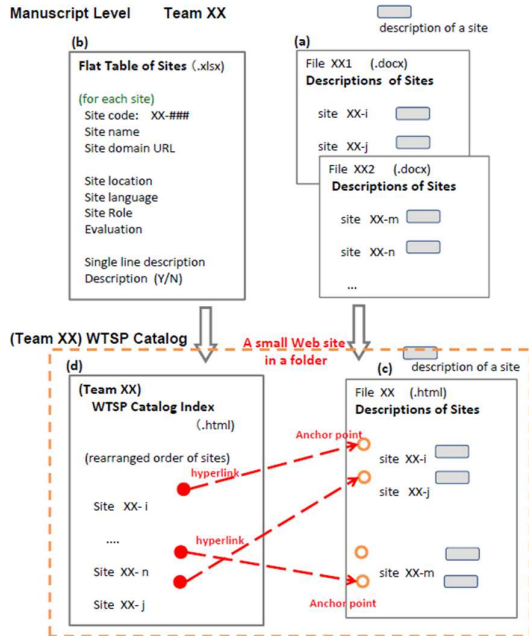 Manuscript Level Team XX
description of a site
(b)
Flat Table of Sites (.xlsx)
(for each site)
Site code: XX-###
Site name
Site domain URL
Site location
Site language
Site Role
Evaluation
Single line description
Description (Y/N)
(a)
File XX1 (.docx)
Descriptions of Sites
site XX-i
site XX-j
File XX2 (.docx)
Descriptions of Sites
site XX-m
site XX-n
...
(Team XX) WTSP Catalog
A small Web site
in a folder
description of a site
(d)
(Team XX)
WTSP Catalog Index
(.html)
(rearranged order of sites)
hyperlink
Site XX- i
....
hyperlink
Site XX- n
Site XX- j
(c)
File XX (.html)
Descriptions of Sites
Anchor point
site XX-i
site XX-j
site XX-m
Anchor point